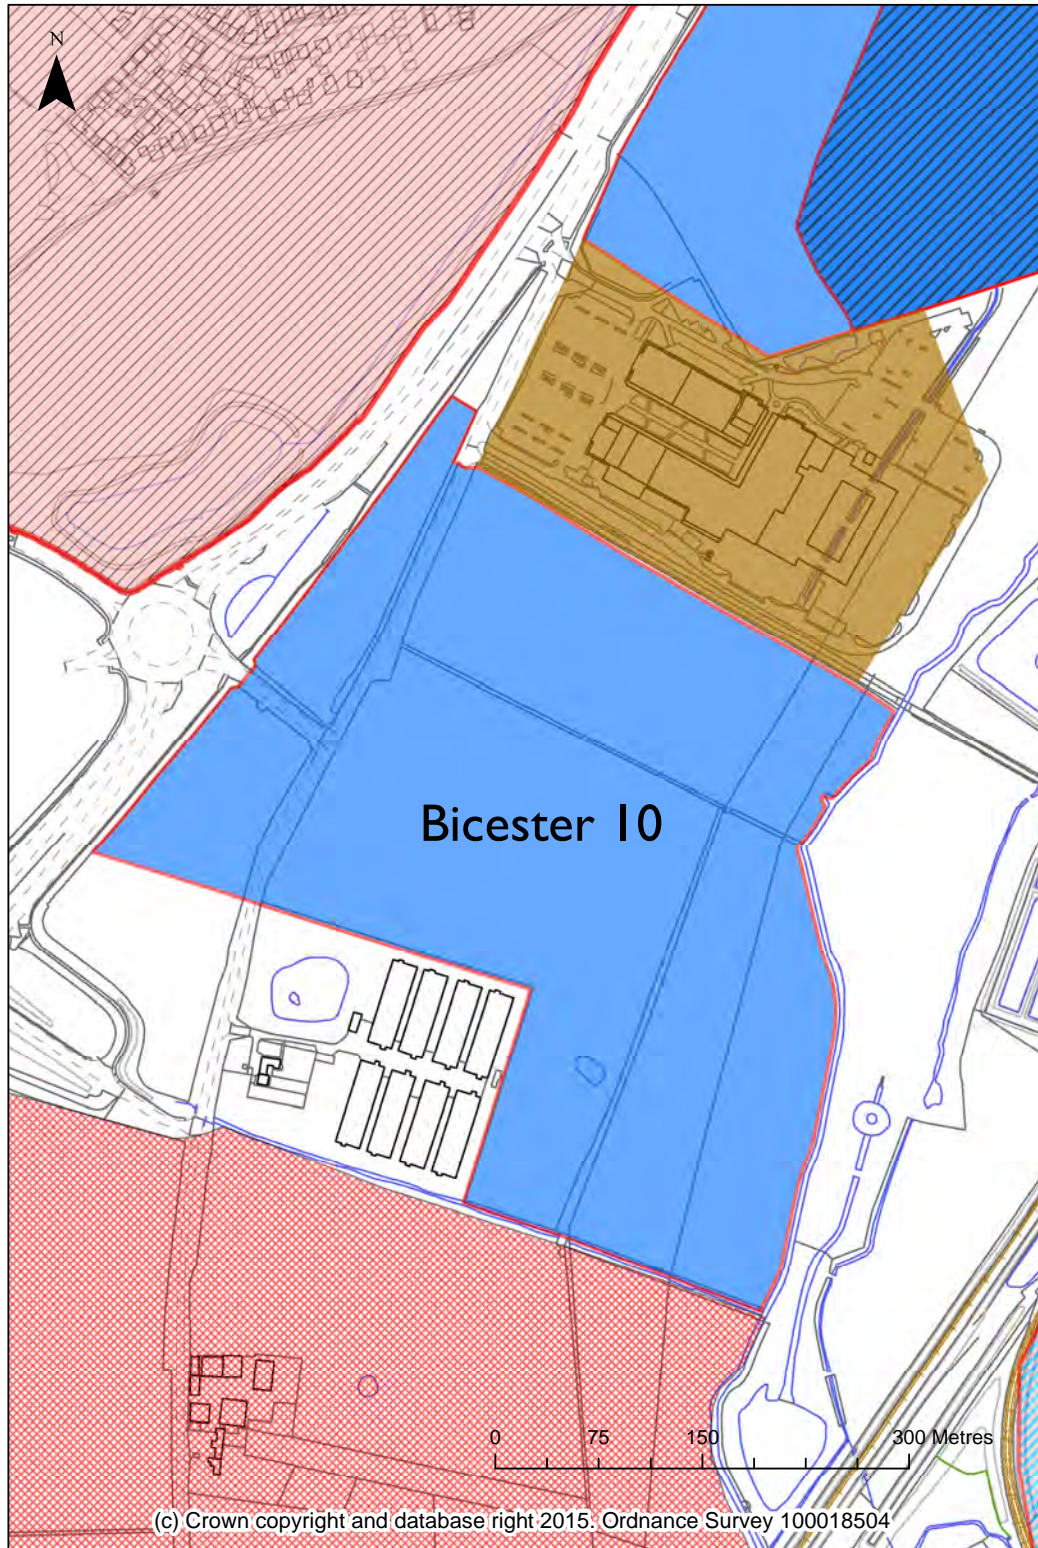 N
Bicester 10
0 75 150 300 Metres
(c) Crown copyright and database right 2015. Ordnance Survey 100018504